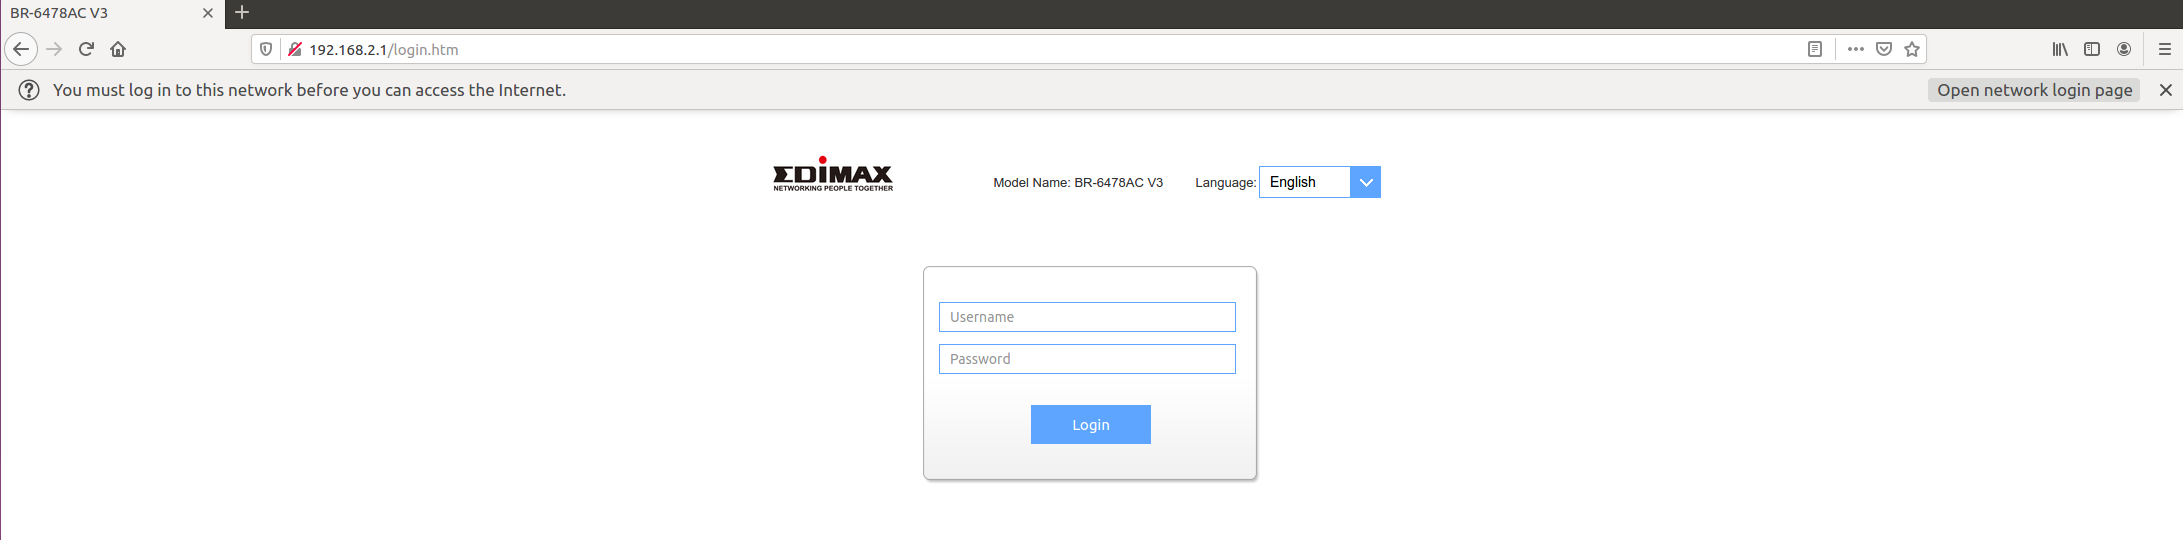 BR-6478AC V3
192.168.2.1/login.htm
You must log in to this network before you can access the Internet.
Open network login page
EDIMAX
NETWORKING PEOPLE TOGETHER
Model Name: BR-6478AC V3
Language: English
Username
Password
Login